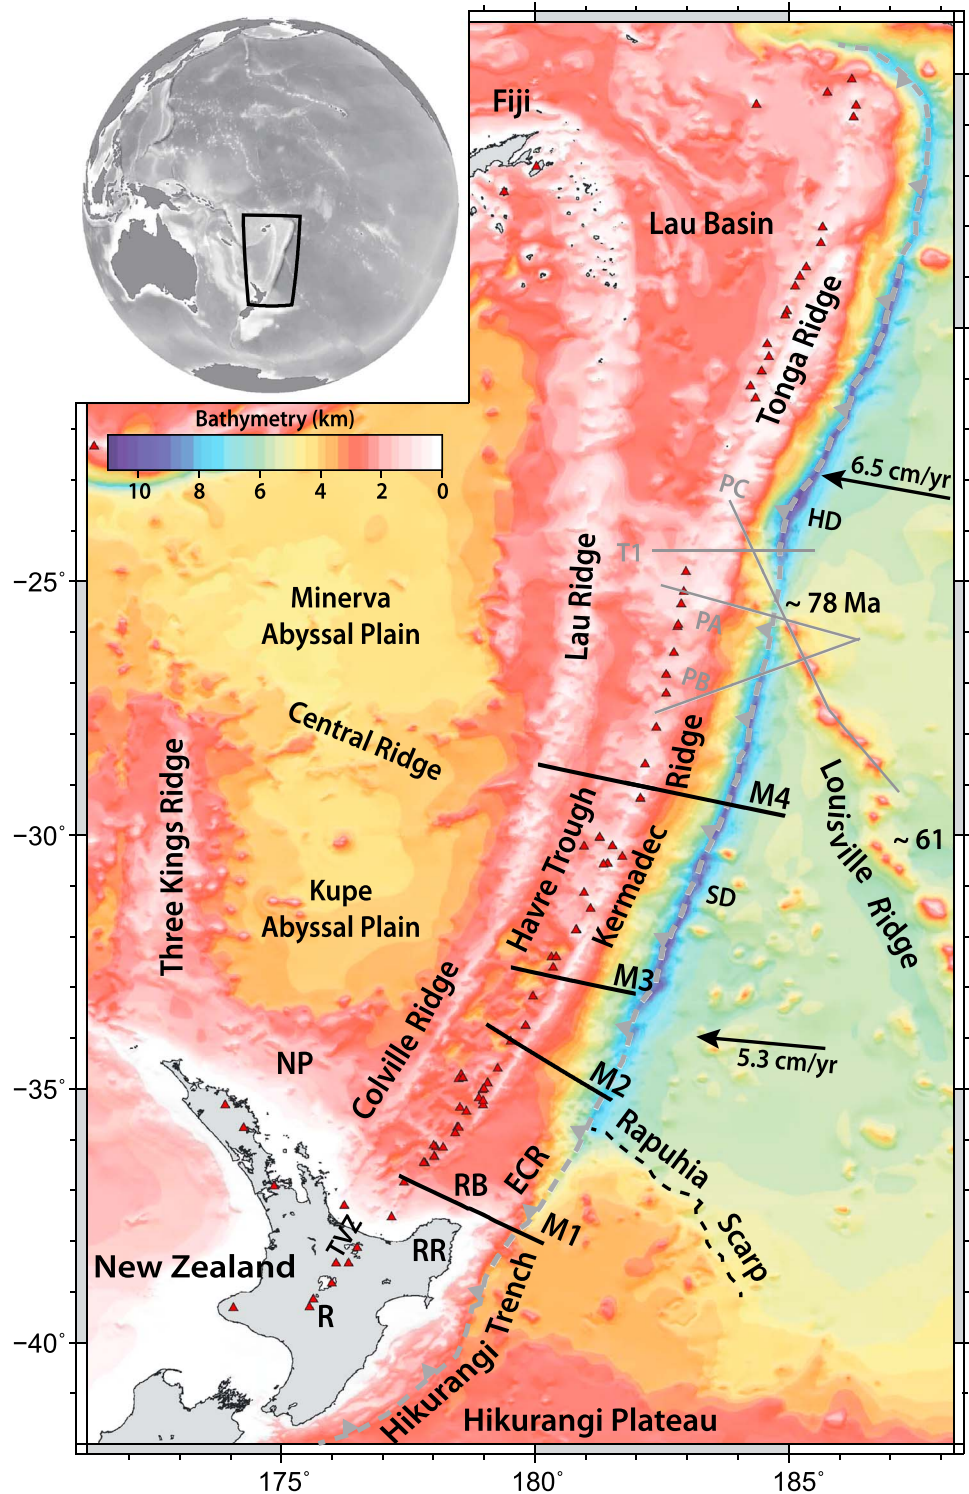 Fiji
Lau Basin
Tonga Ridge
Bathymetry (km)
10 8 6 4 2 0
6.5 cm/yr
PC
HD
T1
−25°
Lau Ridge
Minerva
Abyssal Plain
~ 78 Ma
PA
PB
Central Ridge
Ridge
Three Kings Ridge
M4
Louisville
Ridge
−30°
Havre Trough
~ 61
Kermadec
Kupe
Abyssal Plain
SD
M3
Colville Ridge
NP
5.3 cm/yr
−35°
M2
Rapuhia
Scarp
ECR
RB
M1
TVZ
RR
New Zealand
R
−40°
Hikurangi Trench
Hikurangi Plateau
175° 180° 185°